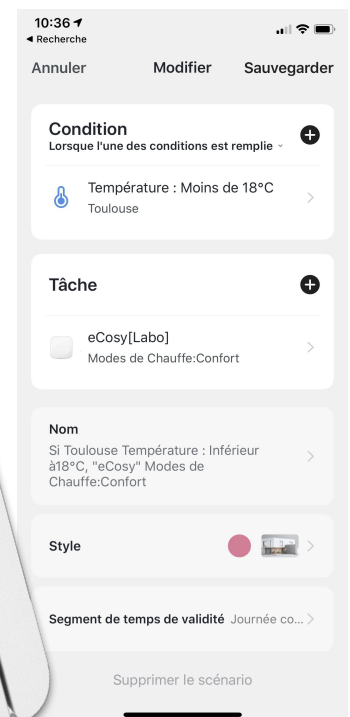 10:36
◀ Recherche
Annuler Modifier Sauvegarder
Condition
Lorsque l'une des conditions est remplie
Température : Moins de 18°C
Toulouse
Tâche
eCosy[Labo]
Modes de Chauffe:Confort
Nom
Si Toulouse Température : Inférieur
à18°C, "eCosy" Modes de
Chauffe:Confort
Style
Segment de temps de validité Journée co...
Supprimer le scénario